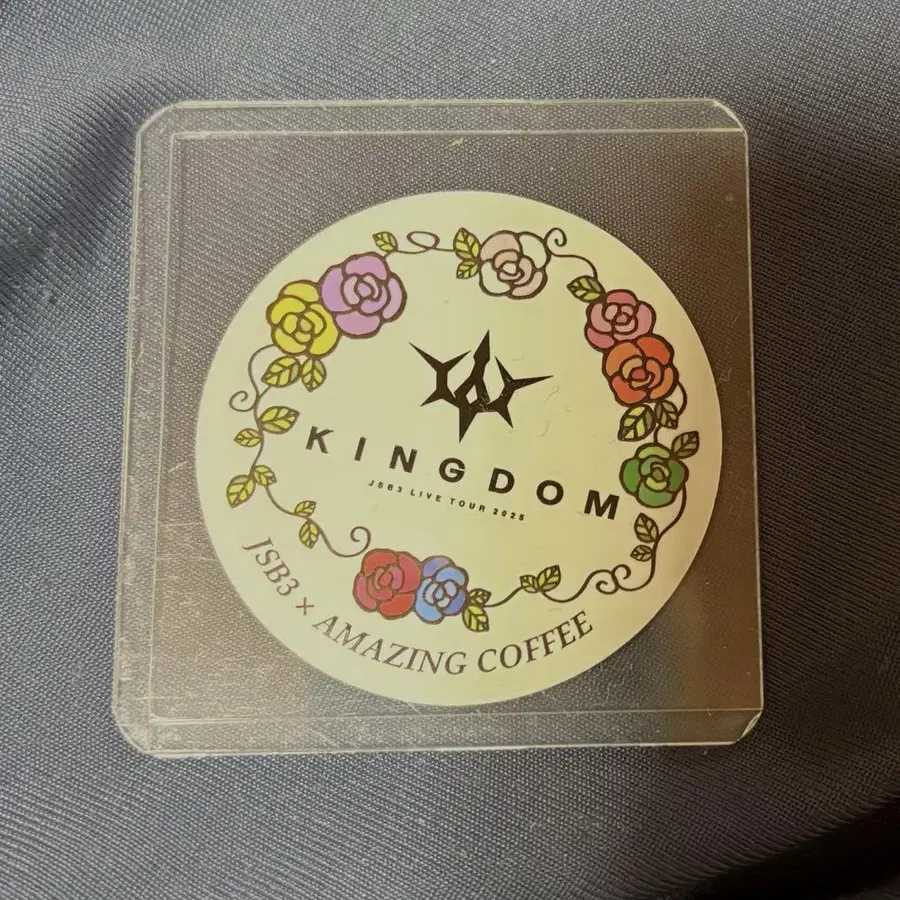 KINGDOM
JSB3 LIVE TOUR 2025
JSB3 × AMAZING COFFEE